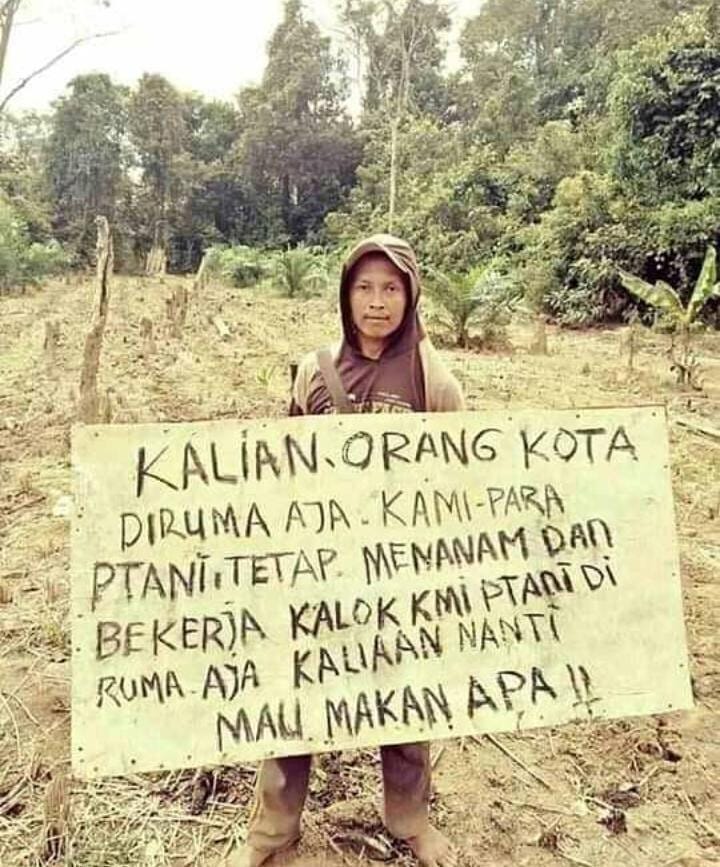 KALIAN. ORANG KOTA
DIRUMA AJA. KAMI-PARA
PTANI. TETAP. MENANAM DAN
BEKERJA KALOK KMI PTANI DI
RUMA. AJA KALIAAN NANTI
MAU. MAKAN APA !!